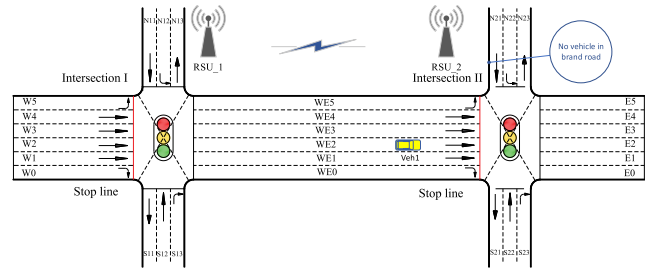 N11 N12 N13
N21 N22 N23
No vehicle in
brand road
RSU_1
RSU_2
Intersection I
Intersection II
W5
WE5
E5
W4
WE4
E4
W3
WE3
E3
W2
WE2
E2
Veh1
W1
WE1
E1
W0
WE0
E0
Stop line
Stop line
S11 S12 S13
S21 S22 S23